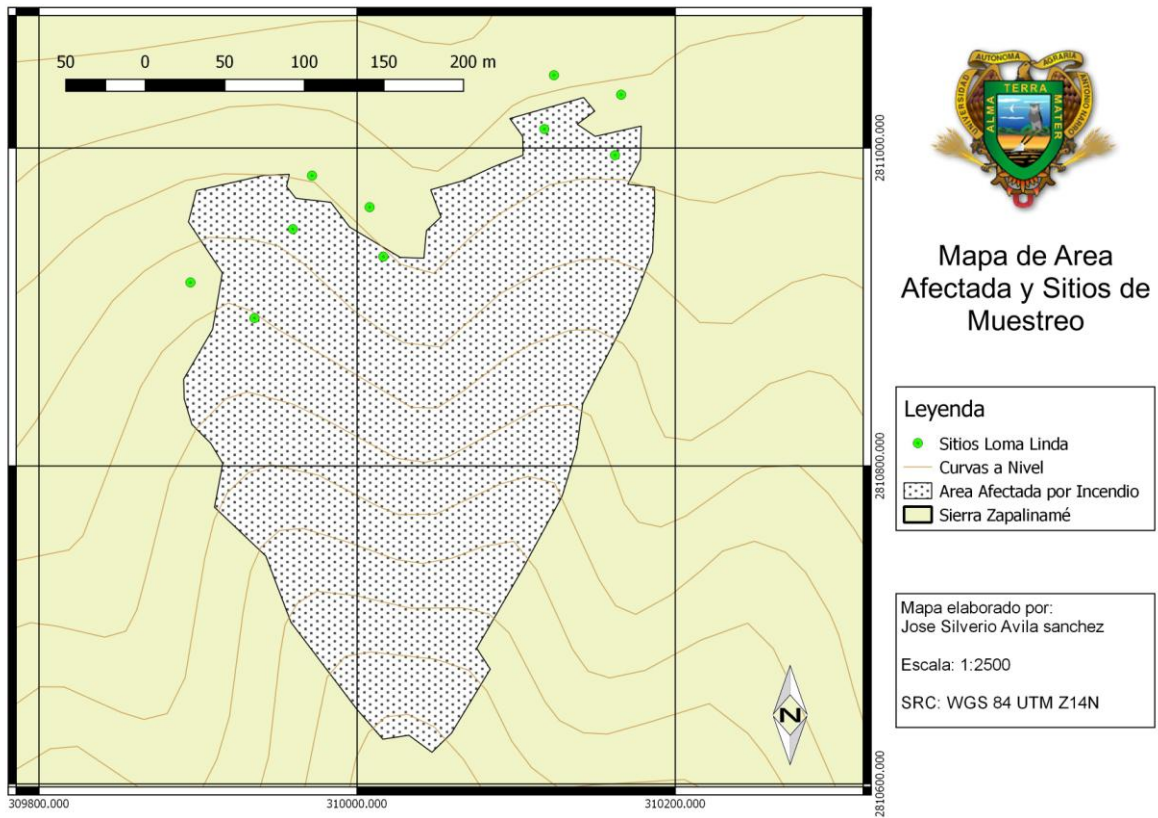 50 0 50 100 150 200 m
2811000.000
2810800.000
2810600.000
309800.000 310000.000 310200.000
N
UNIVERSIDAD AUTONOMA AGRARIA ANTONIO NARRO
ALMA TERRA MATER
Mapa de Area
Afectada y Sitios de
Muestreo
Leyenda
Sitios Loma Linda
Curvas a Nivel
Area Afectada por Incendio
Sierra Zapalinamé
Mapa elaborado por:
Jose Silverio Avila sanchez
Escala: 1:2500
SRC: WGS 84 UTM Z14N